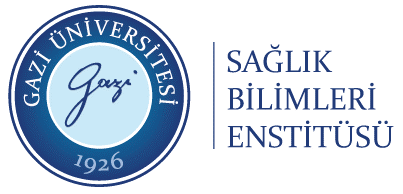 GAZİ ÜNİVERSİTESİ
gazi
1926
SAĞLIK
BİLİMLERİ
ENSTİTÜSÜ